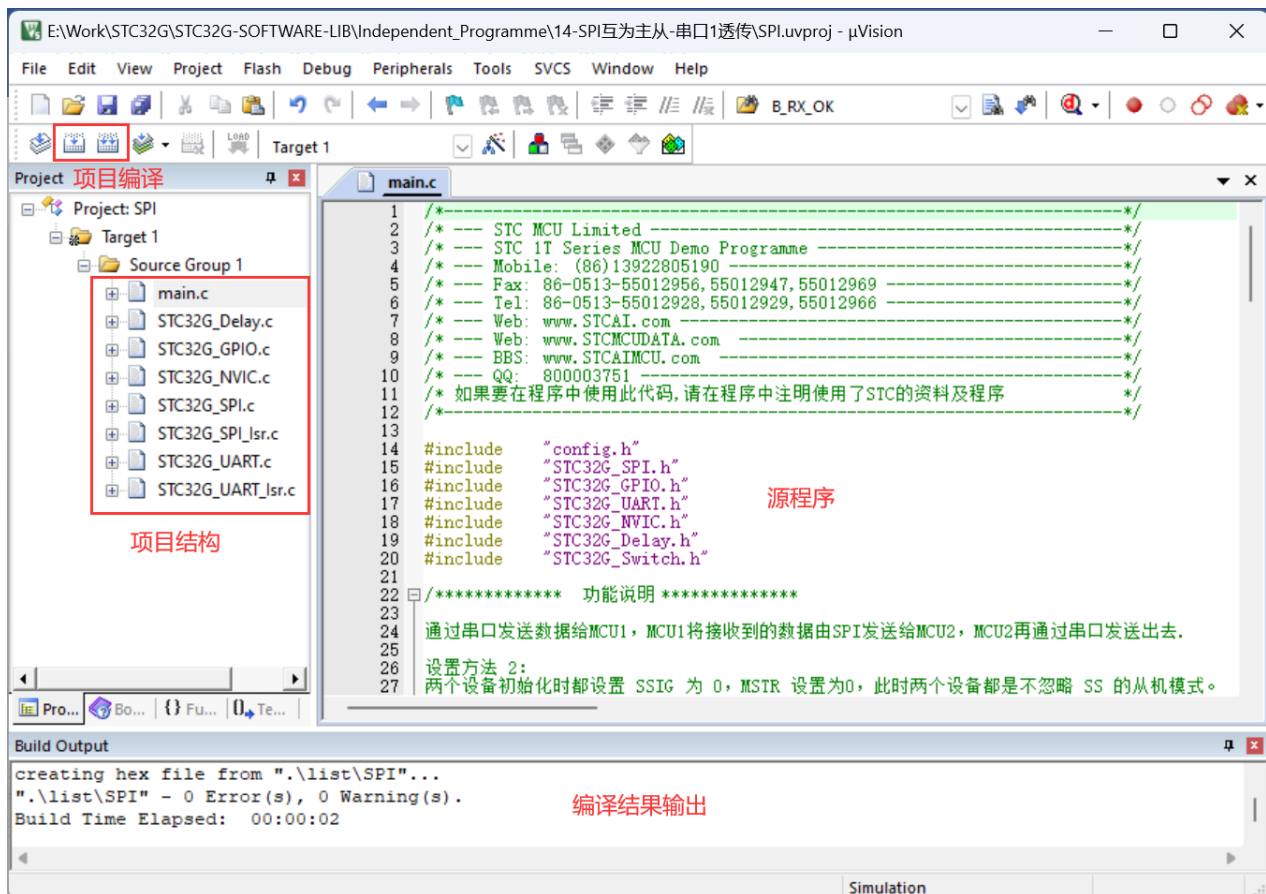 E:\Work\STC32G\STC32G-SOFTWARE-LIB\Independent_Programme\14-SPI互为主从-串口1透传\SPI.uvproj - µVision
File Edit View Project Flash Debug Peripherals Tools SVCS Window Help
B_RX_OK
LOAD Target 1
Project 项目编译
main.c
Project: SPI
Target 1
Source Group 1
main.c
STC32G_Delay.c
STC32G_GPIO.c
STC32G_NVIC.c
STC32G_SPI.c
STC32G_SPI_Isr.c
STC32G_UART.c
STC32G_UART_Isr.c
项目结构
1 /*---------------------------------------------------------------------*/
2 /* --- STC MCU Limited ------------------------------------------------*/
3 /* --- STC 1T Series MCU Demo Programme -------------------------------*/
4 /* --- Mobile: (86)13922805190 ----------------------------------------*/
5 /* --- Fax: 86-0513-55012956,55012947,55012969 ------------------------*/
6 /* --- Tel: 86-0513-55012928,55012929,55012966 ------------------------*/
7 /* --- Web: www.STCAI.com ---------------------------------------------*/
8 /* --- Web: www.STCMCUDATA.com ---------------------------------------*/
9 /* --- BBS: www.STCAIMCU.com -----------------------------------------*/
10 /* --- QQ: 800003751 -------------------------------------------------*/
11 /* 如果要在程序中使用此代码,请在程序中注明使用了STC的资料及程序 */
12 /*---------------------------------------------------------------------*/
13
14 #include "config.h"
15 #include "STC32G_SPI.h"
16 #include "STC32G_GPIO.h"
17 #include "STC32G_UART.h"
18 #include "STC32G_NVIC.h"
19 #include "STC32G_Delay.h"
20 #include "STC32G_Switch.h"
21
源程序
22 /************* 功能说明 **************
23
24 通过串口发送数据给MCU1，MCU1将接收到的数据由SPI发送给MCU2，MCU2再通过串口发送出去.
25
26 设置方法 2:
27 两个设备初始化时都设置 SSIG 为 0，MSTR 设置为0，此时两个设备都是不忽略 SS 的从机模式。
Pro... Bo... {} Fu... Te...
Build Output
creating hex file from ".\list\SPI"...
".\list\SPI" - 0 Error(s), 0 Warning(s).
Build Time Elapsed: 00:00:02
编译结果输出
Simulation